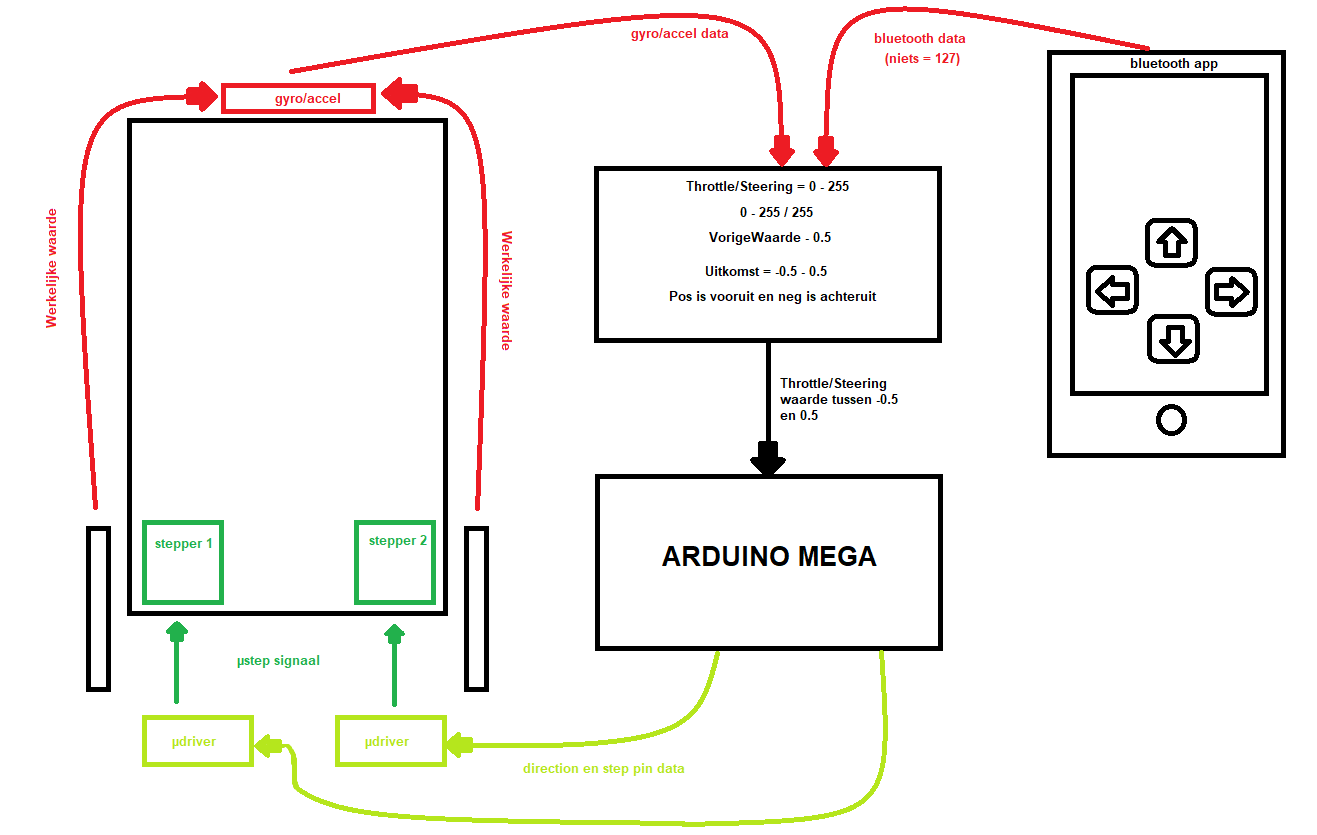 gyro/accel data
bluetooth data
(niets = 127)
bluetooth app
gyro/accel
Werkelijke waarde
Werkelijke waarde
Throttle/Steering = 0 - 255
0 - 255 / 255
VorigeWaarde - 0.5
Uitkomst = -0.5 - 0.5
Pos is vooruit en neg is achteruit
Throttle/Steering
waarde tussen -0.5
en 0.5
ARDUINO MEGA
stepper 1
stepper 2
µstep signaal
µdriver
µdriver
direction en step pin data